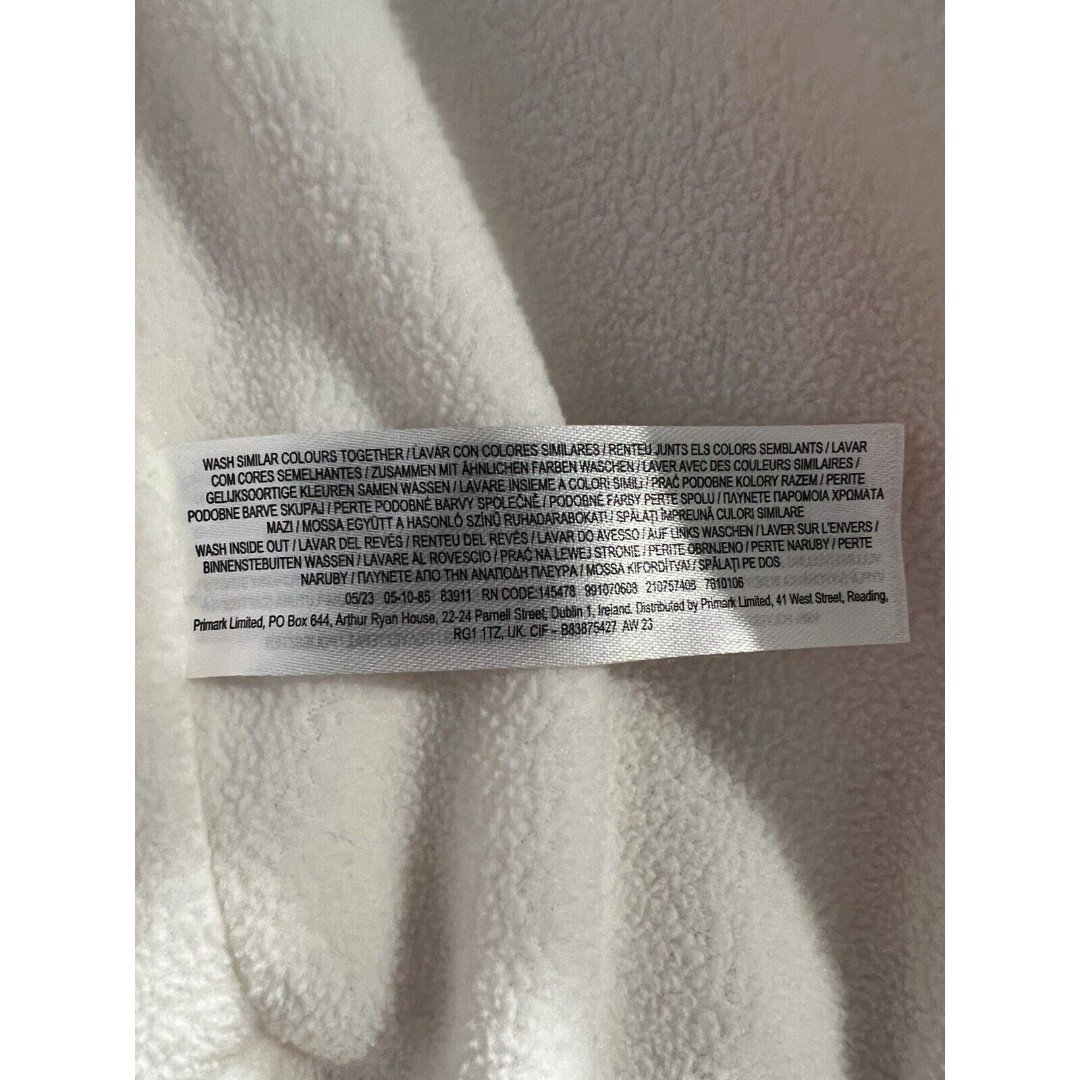 WASH SIMILAR COLOURS TOGETHER / LAVAR CON COLORES SIMILARES / RENTEU JUNTS ELS COLORS SEMBLANTS / LAVAR
COM CORES SEMELHANTES / ZUSAMMEN MIT ÄHNLICHEN FARBEN WASCHEN / LAVER AVEC DES COULEURS SIMILAIRES /
GELIJKSOORTIGE KLEUREN SAMEN WASSEN / LAVARE INSIEME A COLORI SIMILI / PRAĆ PODOBNE KOLORY RAZEM / PERITE
PODOBNE BARVE SKUPAJ / PERTE PODOBNÉ BARVY SPOLEČNĚ / PODOBNÉ FARBY PERTE SPOLU / ΠΛΥΝΕΤΕ ΠΑΡΟΜΟΙΑ ΧΡΩΜΑΤΑ
ΜΑΖΙ / MOSSA EGYÜTT A HASONLÓ SZÍNŰ RUHADARABOKAT! / SPĂLAȚI ÎMPREUNĂ CULORI SIMILARE
WASH INSIDE OUT / LAVAR DEL REVÉS / RENTEU DEL REVÉS / LAVAR DO AVESSO / AUF LINKS WASCHEN / LAVER SUR L'ENVERS /
BINNENSTEBUITEN WASSEN / LAVARE AL ROVESCIO / PRAĆ NA LEWEJ STRONIE / PERITE OBRNJENO / PERTE NARUBY / PERTE
NARUBY / ΠΛΥΝΕΤΕ ΑΠΟ ΤΗΝ ΑΝΑΠΟΔΗ ΠΛΕΥΡΑ / MOSSA KIFORDÍTVA! / SPĂLAȚI PE DOS
05/23 05-10-85 83911 RN CODE:145478 991070608 210757408 7810106
Primark Limited, PO Box 644, Arthur Ryan House, 22-24 Parnell Street, Dublin 1, Ireland. Distributed by Primark Limited, 41 West Street, Reading,
RG1 1TZ, UK. CIF – B83875427 AW 23